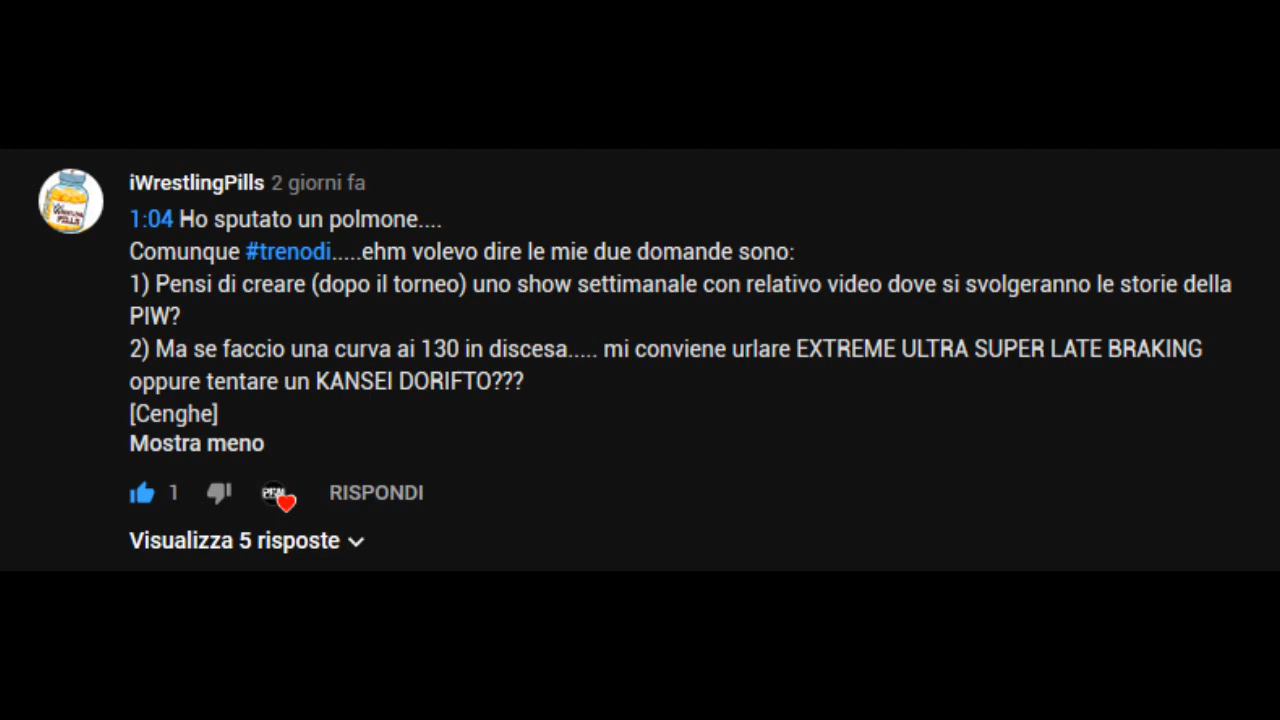 iWrestlingPills 2 giorni fa
1:04 Ho sputato un polmone....
Comunque #trenodi.....ehm volevo dire le mie due domande sono:
1) Pensi di creare (dopo il torneo) uno show settimanale con relativo video dove si svolgeranno le storie della
PIW?
2) Ma se faccio una curva ai 130 in discesa..... mi conviene urlare EXTREME ULTRA SUPER LATE BRAKING
oppure tentare un KANSEI DORIFTO???
[Cenghe]
Mostra meno
1 RISPONDI
Visualizza 5 risposte